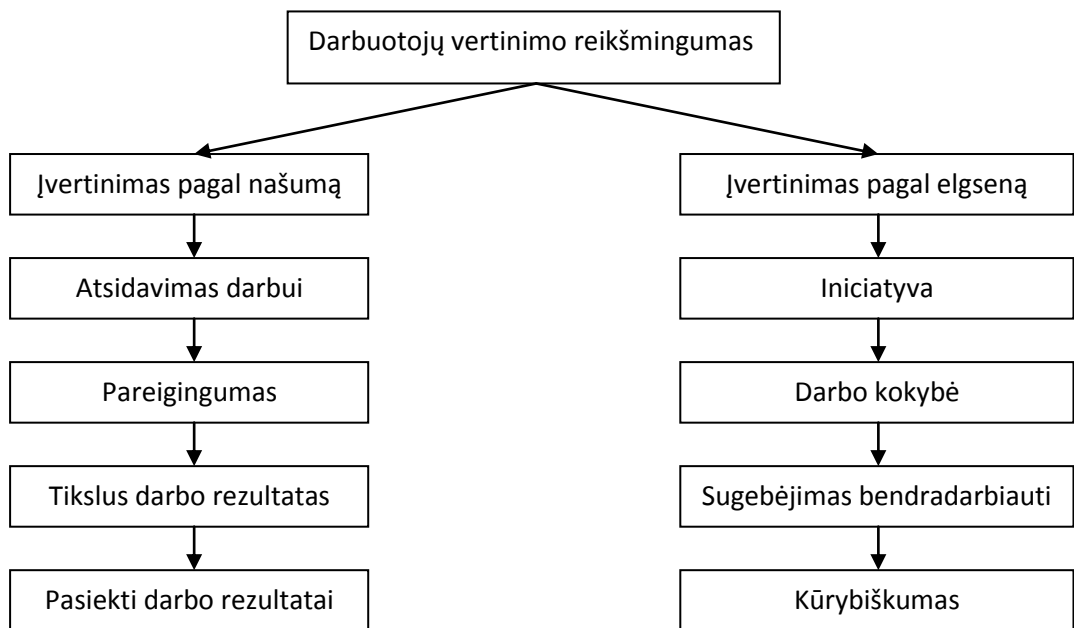 Darbuotojų vertinimo reikšmingumas
Įvertinimas pagal našumą
Atsidavimas darbui
Pareigingumas
Tikslus darbo rezultatas
Pasiekti darbo rezultatai
Įvertinimas pagal elgseną
Iniciatyva
Darbo kokybė
Sugebėjimas bendradarbiauti
Kūrybiškumas